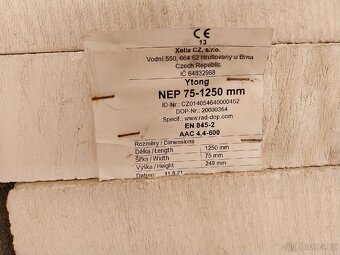 CE
13
Xella CZ, s.r.o.
Vodní 550, 664 62 Hrušovany u Brna
Czech Republic
IČ 64832988
Ytong
NEP 75-1250 mm
ID-Nr.: CZ014054640000452
DOP-Nr.: 20000364
Specif.: www.rad-dop.com
EN 845-2
AAC 4,4-600
Rozměry / Dimensions
Délka / Length 1250 mm
Šířka / Width 75 mm
Výška / Height 249 mm
Datum: 11.6.21